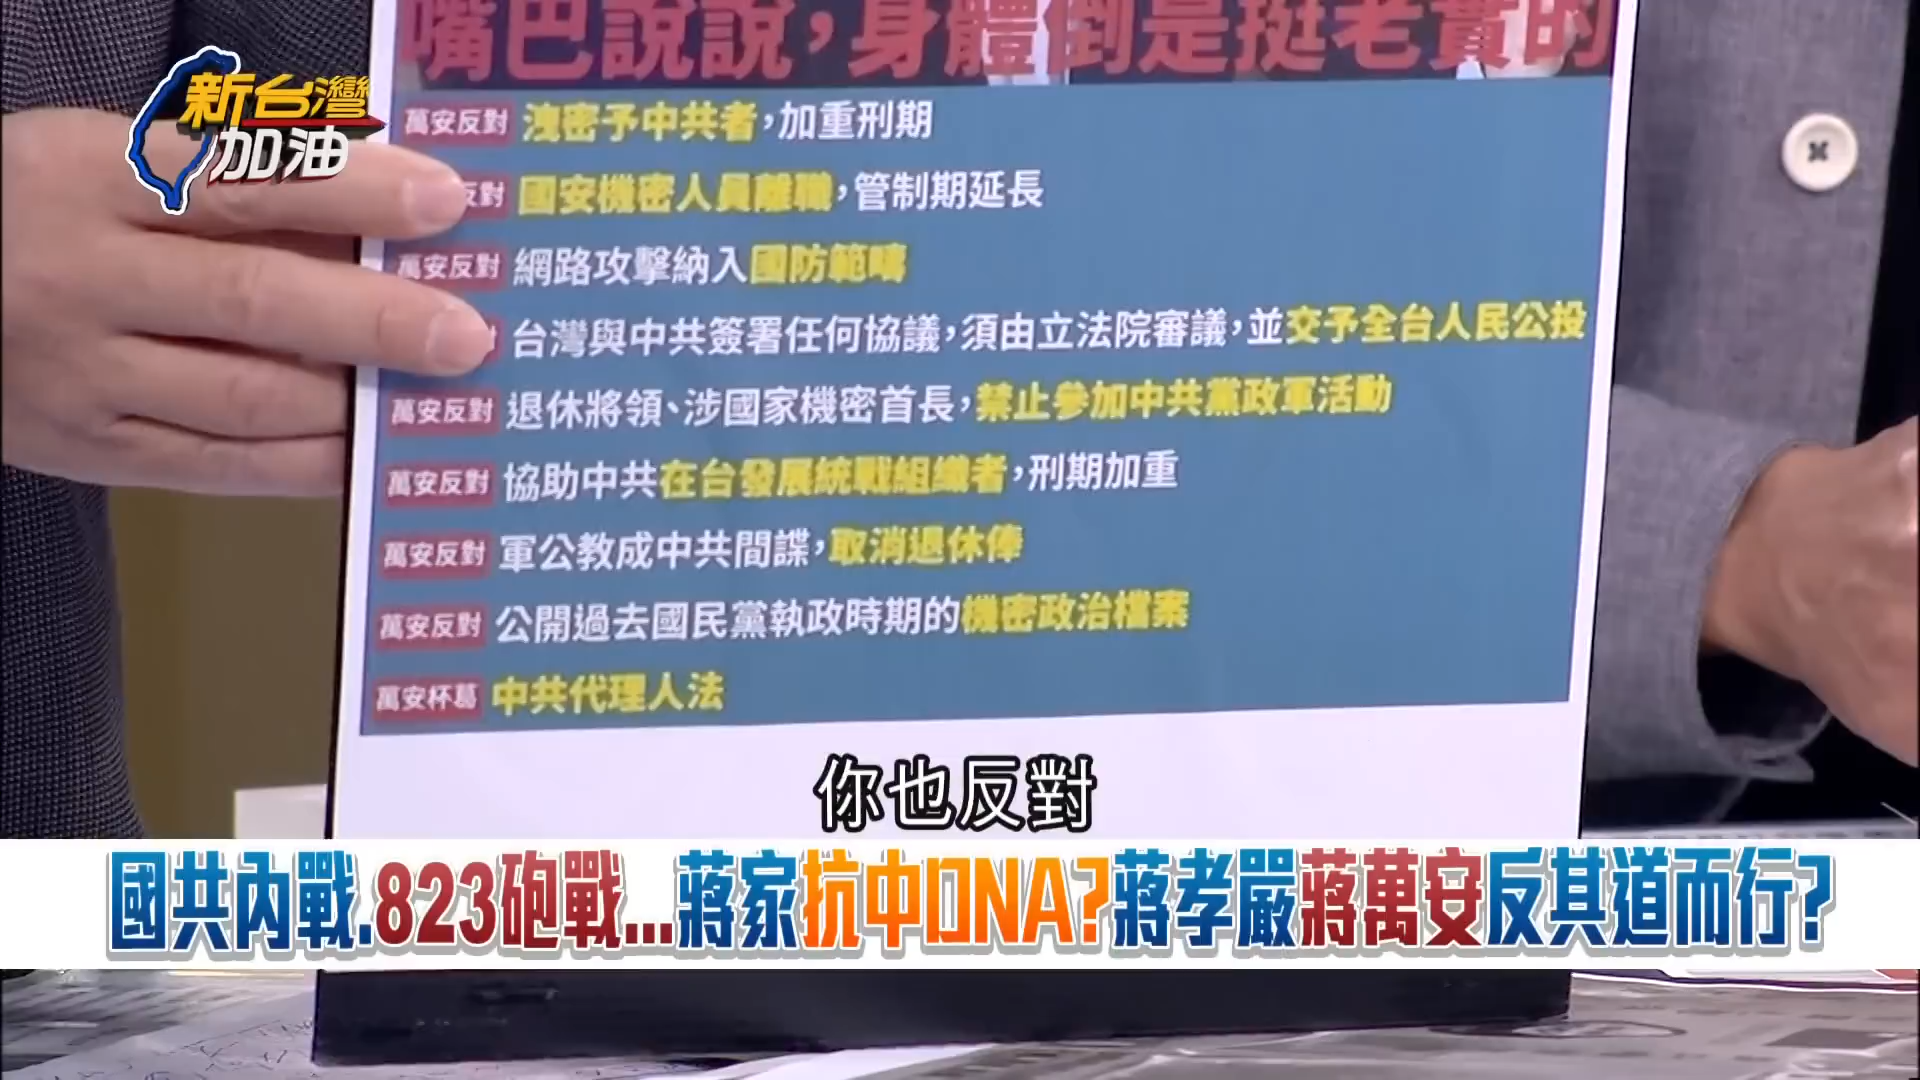 嘴巴說說,身體倒是挺老實的
新台灣
加油
萬安反對 洩密予中共者,加重刑期
反對 國安機密人員離職,管制期延長
萬安反對 網路攻擊納入國防範疇
台灣與中共簽署任何協議,須由立法院審議,並交予全台人民公投
萬安反對 退休將領、涉國家機密首長,禁止參加中共黨政軍活動
萬安反對 協助中共在台發展統戰組織者,刑期加重
萬安反對 軍公教成中共間諜,取消退休俸
萬安反對 公開過去國民黨執政時期的機密政治檔案
萬安杯葛 中共代理人法
你也反對
國共內戰.823砲戰...蔣家抗中DNA?蔣孝嚴蔣萬安反其道而行?